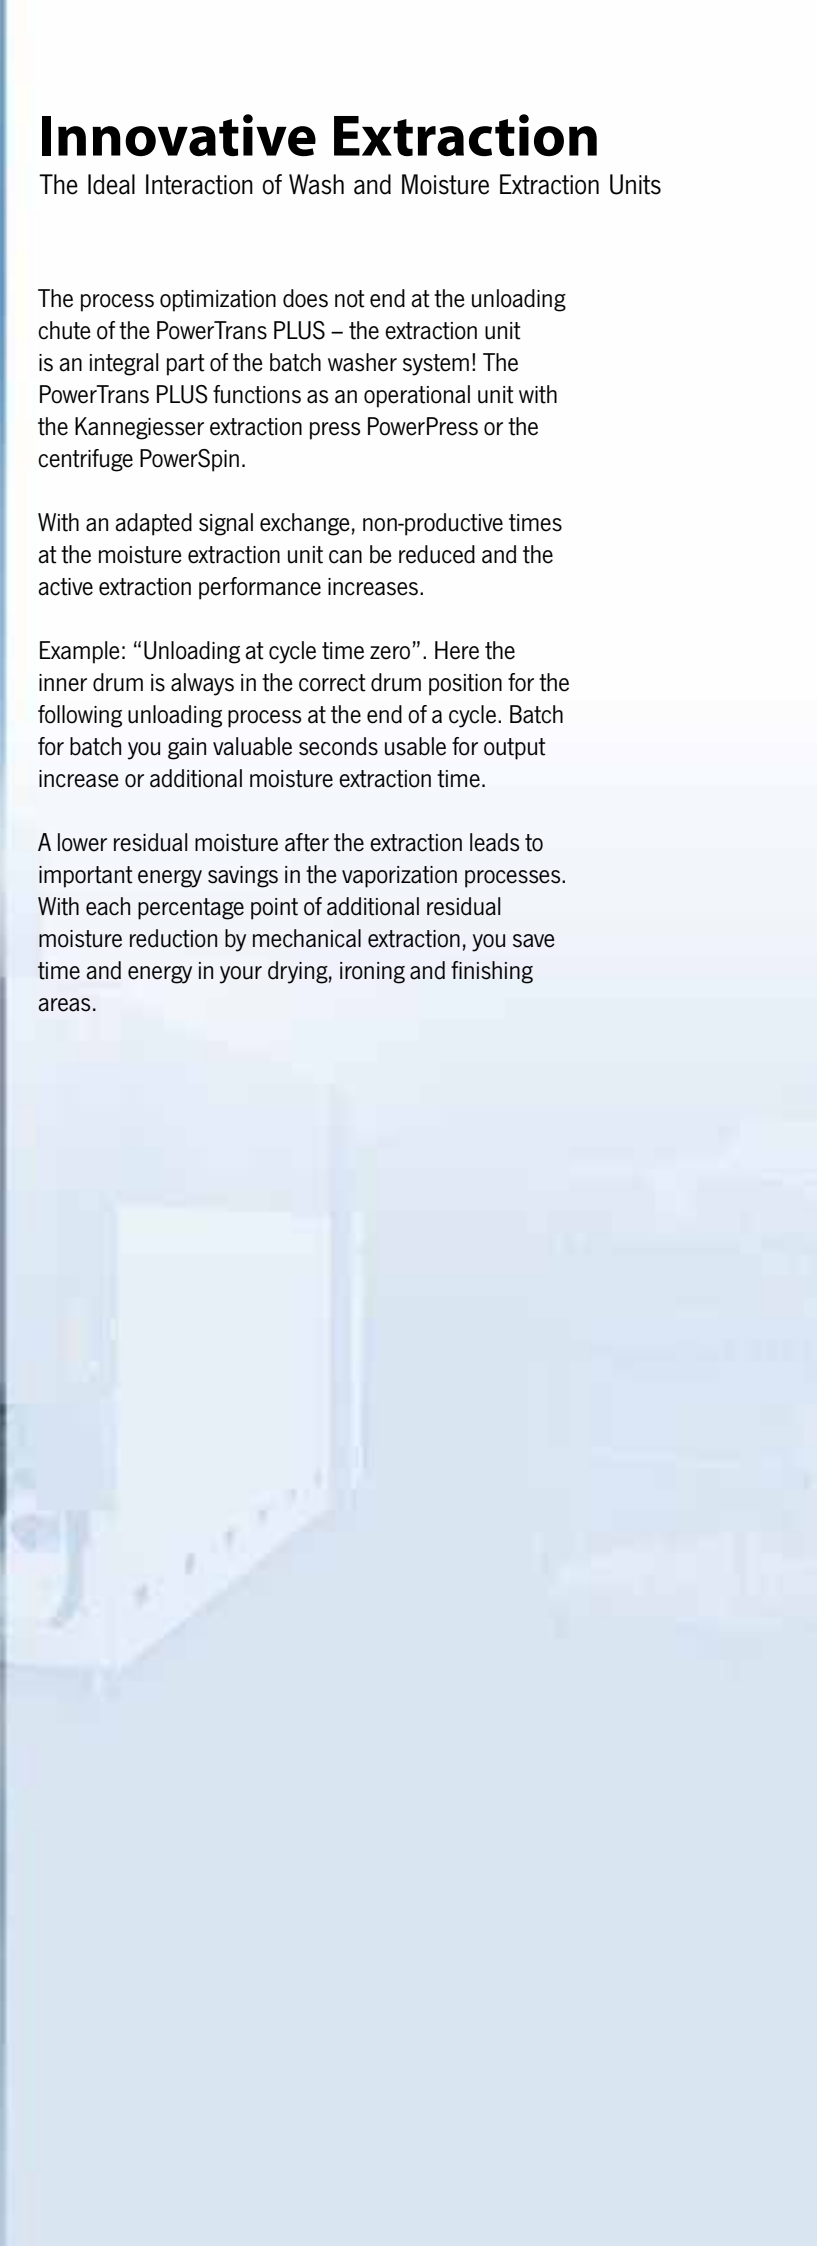 Innovative Extraction
The Ideal Interaction of Wash and Moisture Extraction Units
The process optimization does not end at the unloading
chute of the PowerTrans PLUS – the extraction unit
is an integral part of the batch washer system! The
PowerTrans PLUS functions as an operational unit with
the Kannegiesser extraction press PowerPress or the
centrifuge PowerSpin.
With an adapted signal exchange, non-productive times
at the moisture extraction unit can be reduced and the
active extraction performance increases.
Example: “Unloading at cycle time zero”. Here the
inner drum is always in the correct drum position for the
following unloading process at the end of a cycle. Batch
for batch you gain valuable seconds usable for output
increase or additional moisture extraction time.
A lower residual moisture after the extraction leads to
important energy savings in the vaporization processes.
With each percentage point of additional residual
moisture reduction by mechanical extraction, you save
time and energy in your drying, ironing and finishing
areas.